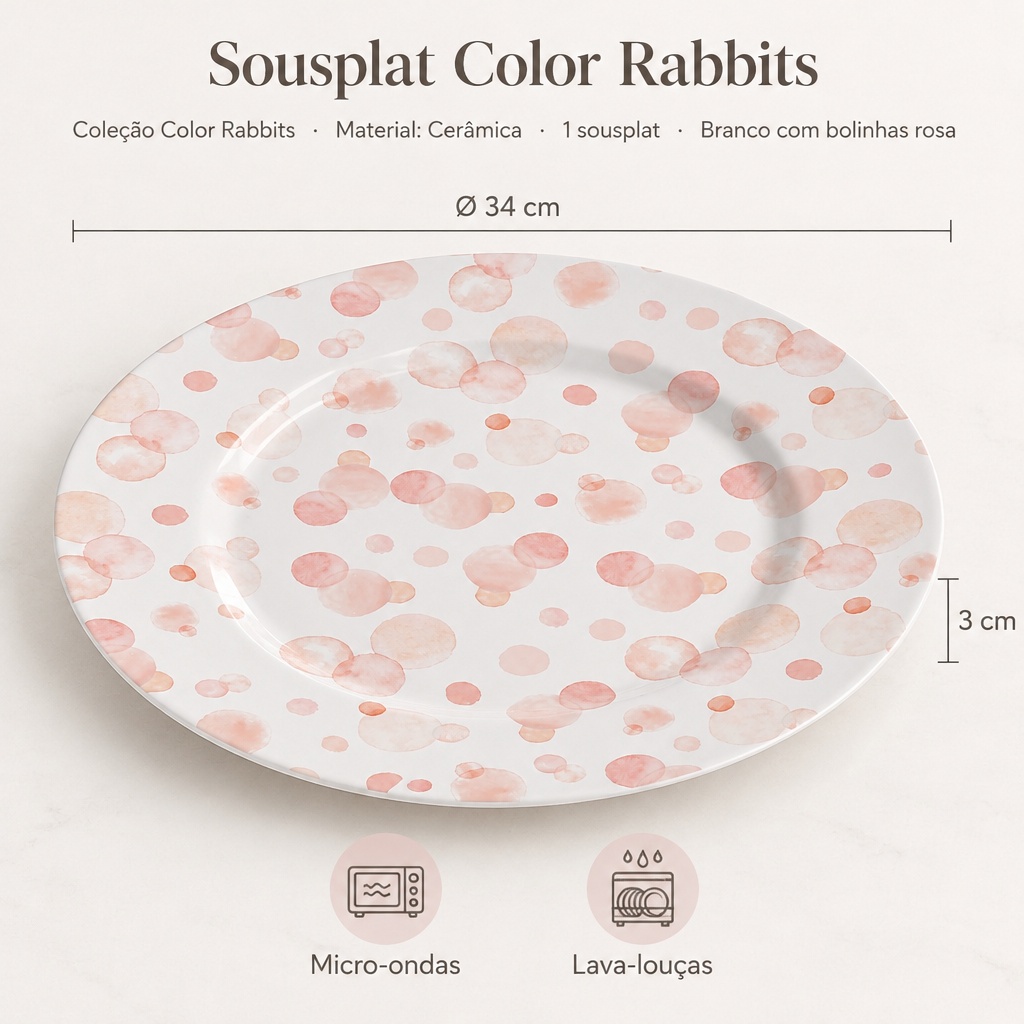 Sousplat Color Rabbits
Coleção Color Rabbits · Material: Cerâmica · 1 sousplat · Branco com bolinhas rosa
Ø 34 cm
3 cm
Micro-ondas
Lava-louças